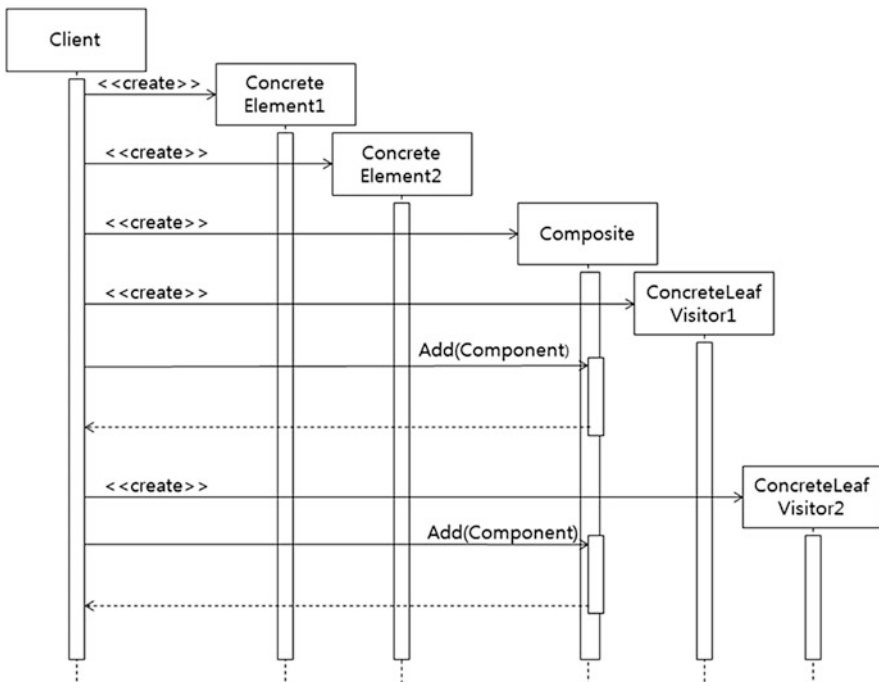 Client
<<create>>
Concrete
Element1
<<create>>
Concrete
Element2
<<create>>
Composite
<<create>>
ConcreteLeaf
Visitor1
Add(Component)
<<create>>
ConcreteLeaf
Visitor2
Add(Component)